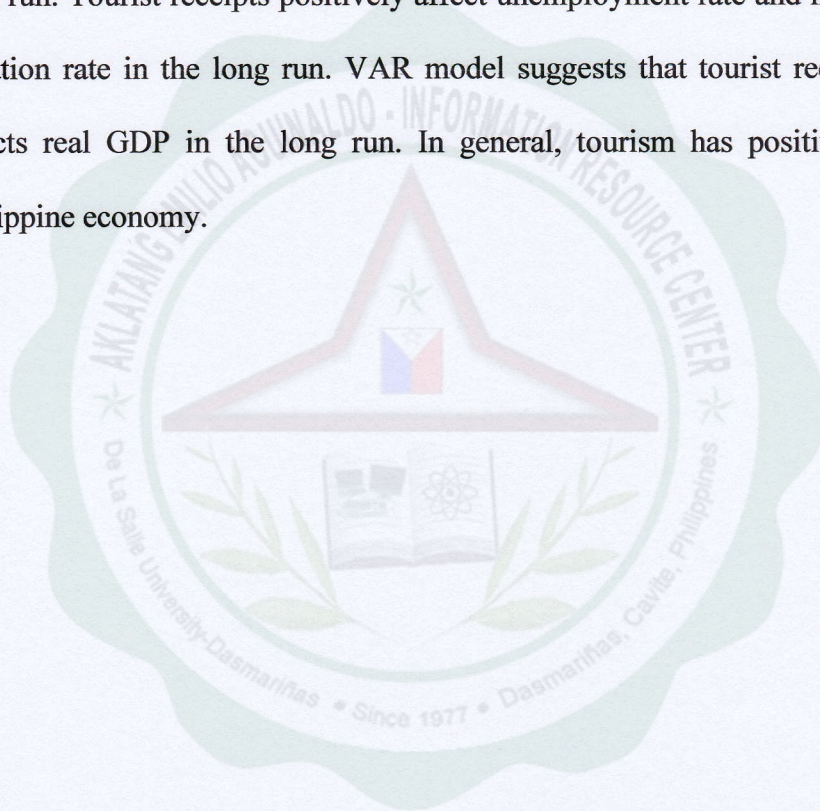 run. Tourist receipts positively affect unemployment rate and
tion rate in the long run. VAR model suggests that tourist
cts real GDP in the long run. In general, tourism has
ippine economy.
AKLATANG EMILIO AGUINALDO - INFORMATION RESOURCE CENTER
De La Salle University-Dasmariñas • Since 1977 • Dasmariñas, Cavite, Philippines